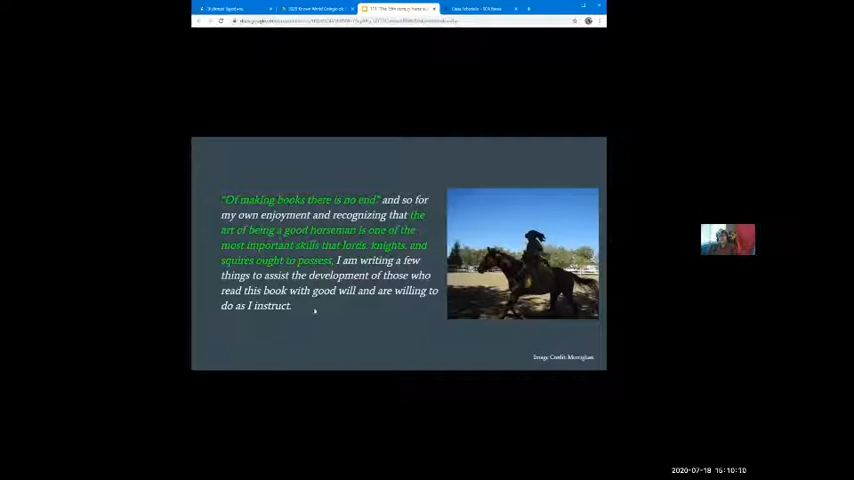 "Of making books there is no end" and so for
my own enjoyment and recognizing that the
art of being a good horseman is one of the
most important skills that lords, knights, and
squires ought to possess, I am writing a few
things to assist the development of those who
read this book with good will and are willing to
do as I instruct.
Image Credit:
2020-07-18 15:10:10